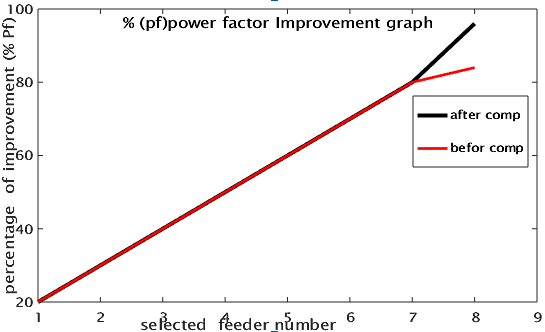 % (pf)power factor Improvement graph
percentage of improvement (% Pf)
100
80
60
40
20
after comp
befor comp
1 2 3 4 5 6 7 8 9
selected feeder_number